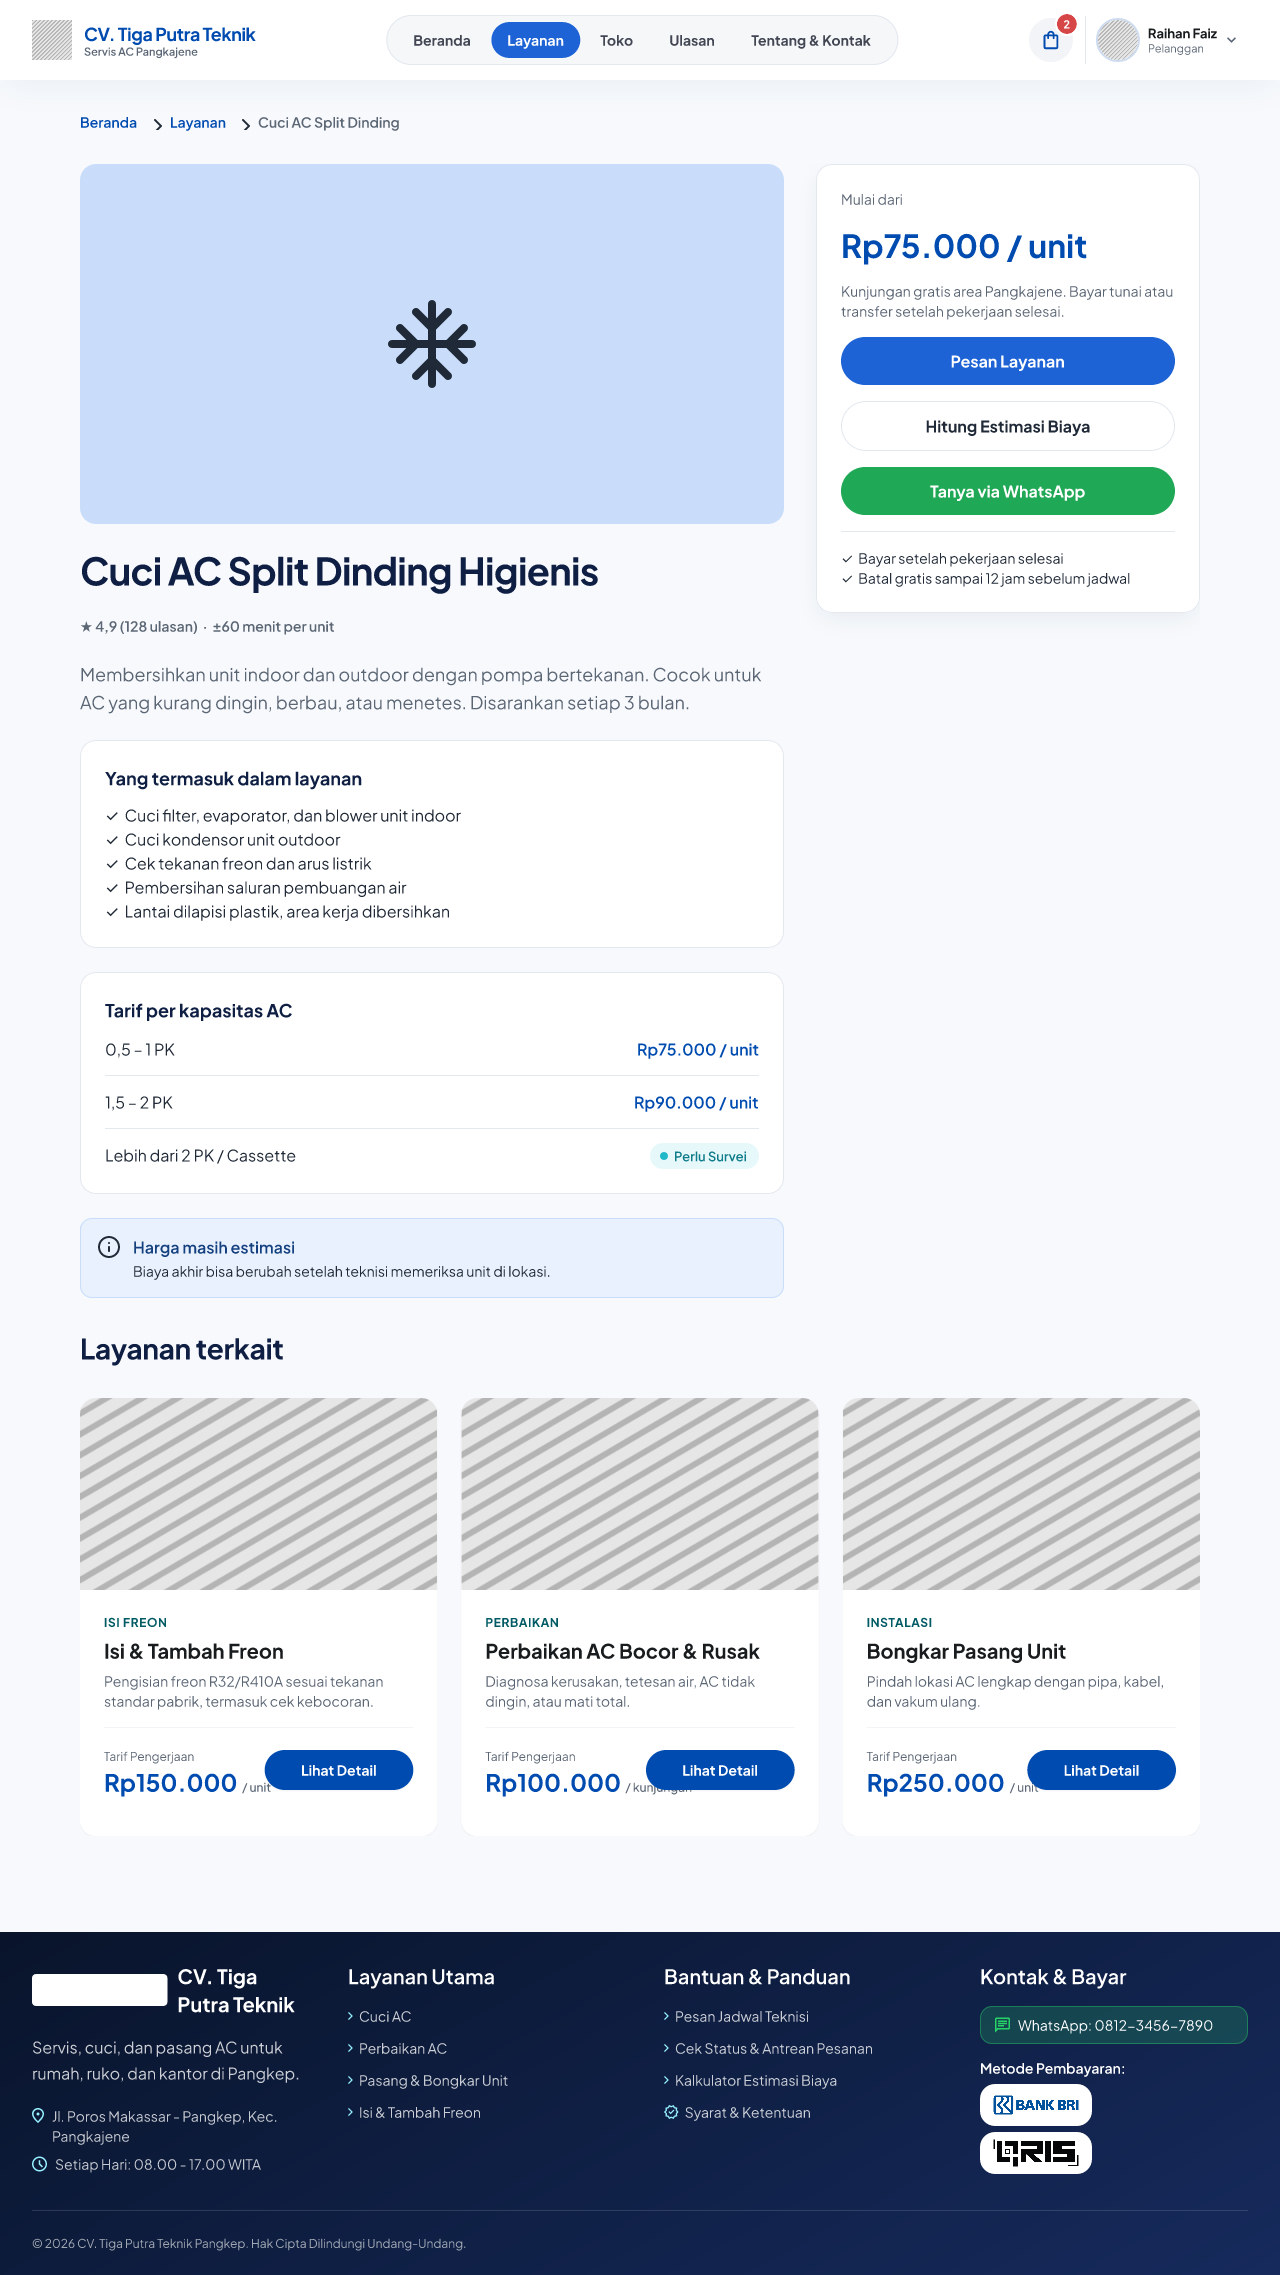 CV. Tiga Putra Teknik
Servis AC Pangkajene
Beranda
Layanan
Toko
Ulasan
Tentang & Kontak
2
Raihan Faiz
Pelanggan
Beranda
Layanan
Cuci AC Split Dinding
Cuci AC Split Dinding Higienis
★ 4,9 (128 ulasan) · ±60 menit per unit
Membersihkan unit indoor dan outdoor dengan pompa bertekanan. Cocok untuk
AC yang kurang dingin, berbau, atau menetes. Disarankan setiap 3 bulan.
Mulai dari
Rp75.000 / unit
Kunjungan gratis area Pangkajene. Bayar tunai atau
transfer setelah pekerjaan selesai.
Pesan Layanan
Hitung Estimasi Biaya
Tanya via WhatsApp
✓ Bayar setelah pekerjaan selesai
✓ Batal gratis sampai 12 jam sebelum jadwal
Yang termasuk dalam layanan
✓ Cuci filter, evaporator, dan blower unit indoor
✓ Cuci kondensor unit outdoor
✓ Cek tekanan freon dan arus listrik
✓ Pembersihan saluran pembuangan air
✓ Lantai dilapisi plastik, area kerja dibersihkan
Tarif per kapasitas AC
0,5 – 1 PK
Rp75.000 / unit
1,5 – 2 PK
Rp90.000 / unit
Lebih dari 2 PK / Cassette
Perlu Survei
Harga masih estimasi
Biaya akhir bisa berubah setelah teknisi memeriksa unit di lokasi.
Layanan terkait
ISI FREON
Isi & Tambah Freon
Pengisian freon R32/R410A sesuai tekanan
standar pabrik, termasuk cek kebocoran.
Tarif Pengerjaan
Rp150.000 / unit
Lihat Detail
PERBAIKAN
Perbaikan AC Bocor & Rusak
Diagnosa kerusakan, tetesan air, AC tidak
dingin, atau mati total.
Tarif Pengerjaan
Rp100.000 / kunjungan
Lihat Detail
INSTALASI
Bongkar Pasang Unit
Pindah lokasi AC lengkap dengan pipa, kabel,
dan vakum ulang.
Tarif Pengerjaan
Rp250.000 / unit
Lihat Detail
CV. Tiga
Putra Teknik
Servis, cuci, dan pasang AC untuk
rumah, ruko, dan kantor di Pangkep.
Jl. Poros Makassar - Pangkep, Kec.
Pangkajene
Setiap Hari: 08.00 - 17.00 WITA
Layanan Utama
Cuci AC
Perbaikan AC
Pasang & Bongkar Unit
Isi & Tambah Freon
Bantuan & Panduan
Pesan Jadwal Teknisi
Cek Status & Antrean Pesanan
Kalkulator Estimasi Biaya
Syarat & Ketentuan
Kontak & Bayar
WhatsApp: 0812-3456-7890
Metode Pembayaran:
BANK BRI
QRIS
© 2026 CV. Tiga Putra Teknik Pangkep. Hak Cipta Dilindungi Undang-Undang.